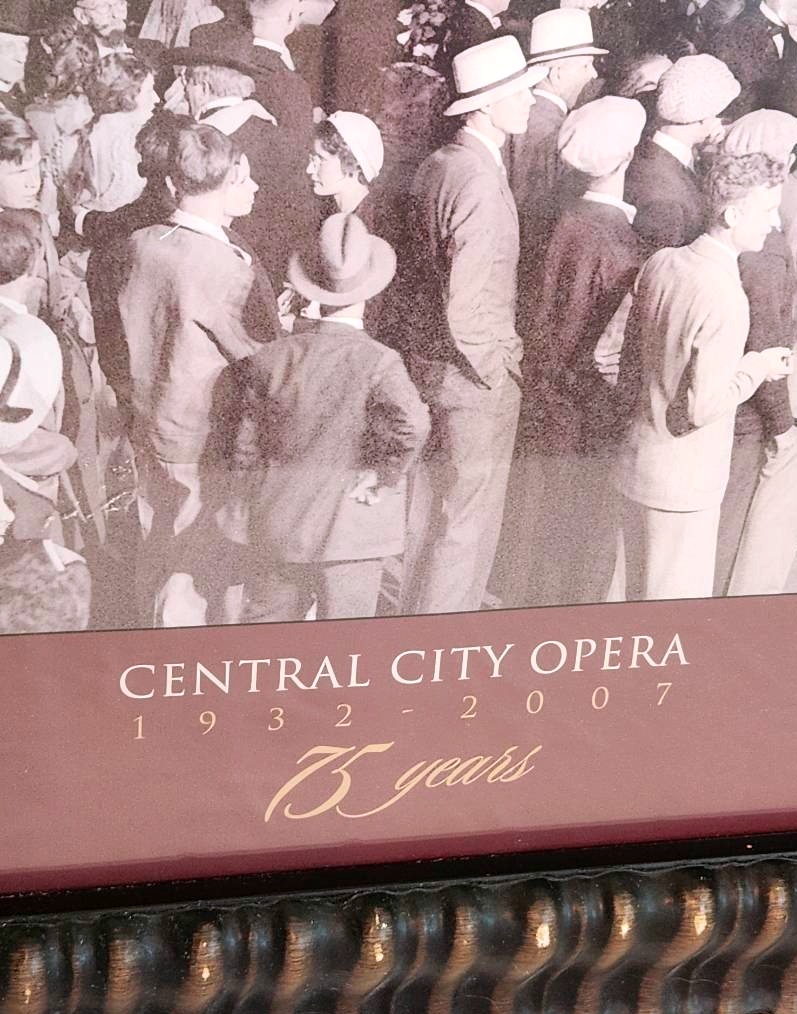 CENTRAL CITY OPERA
1932-2007
75 years